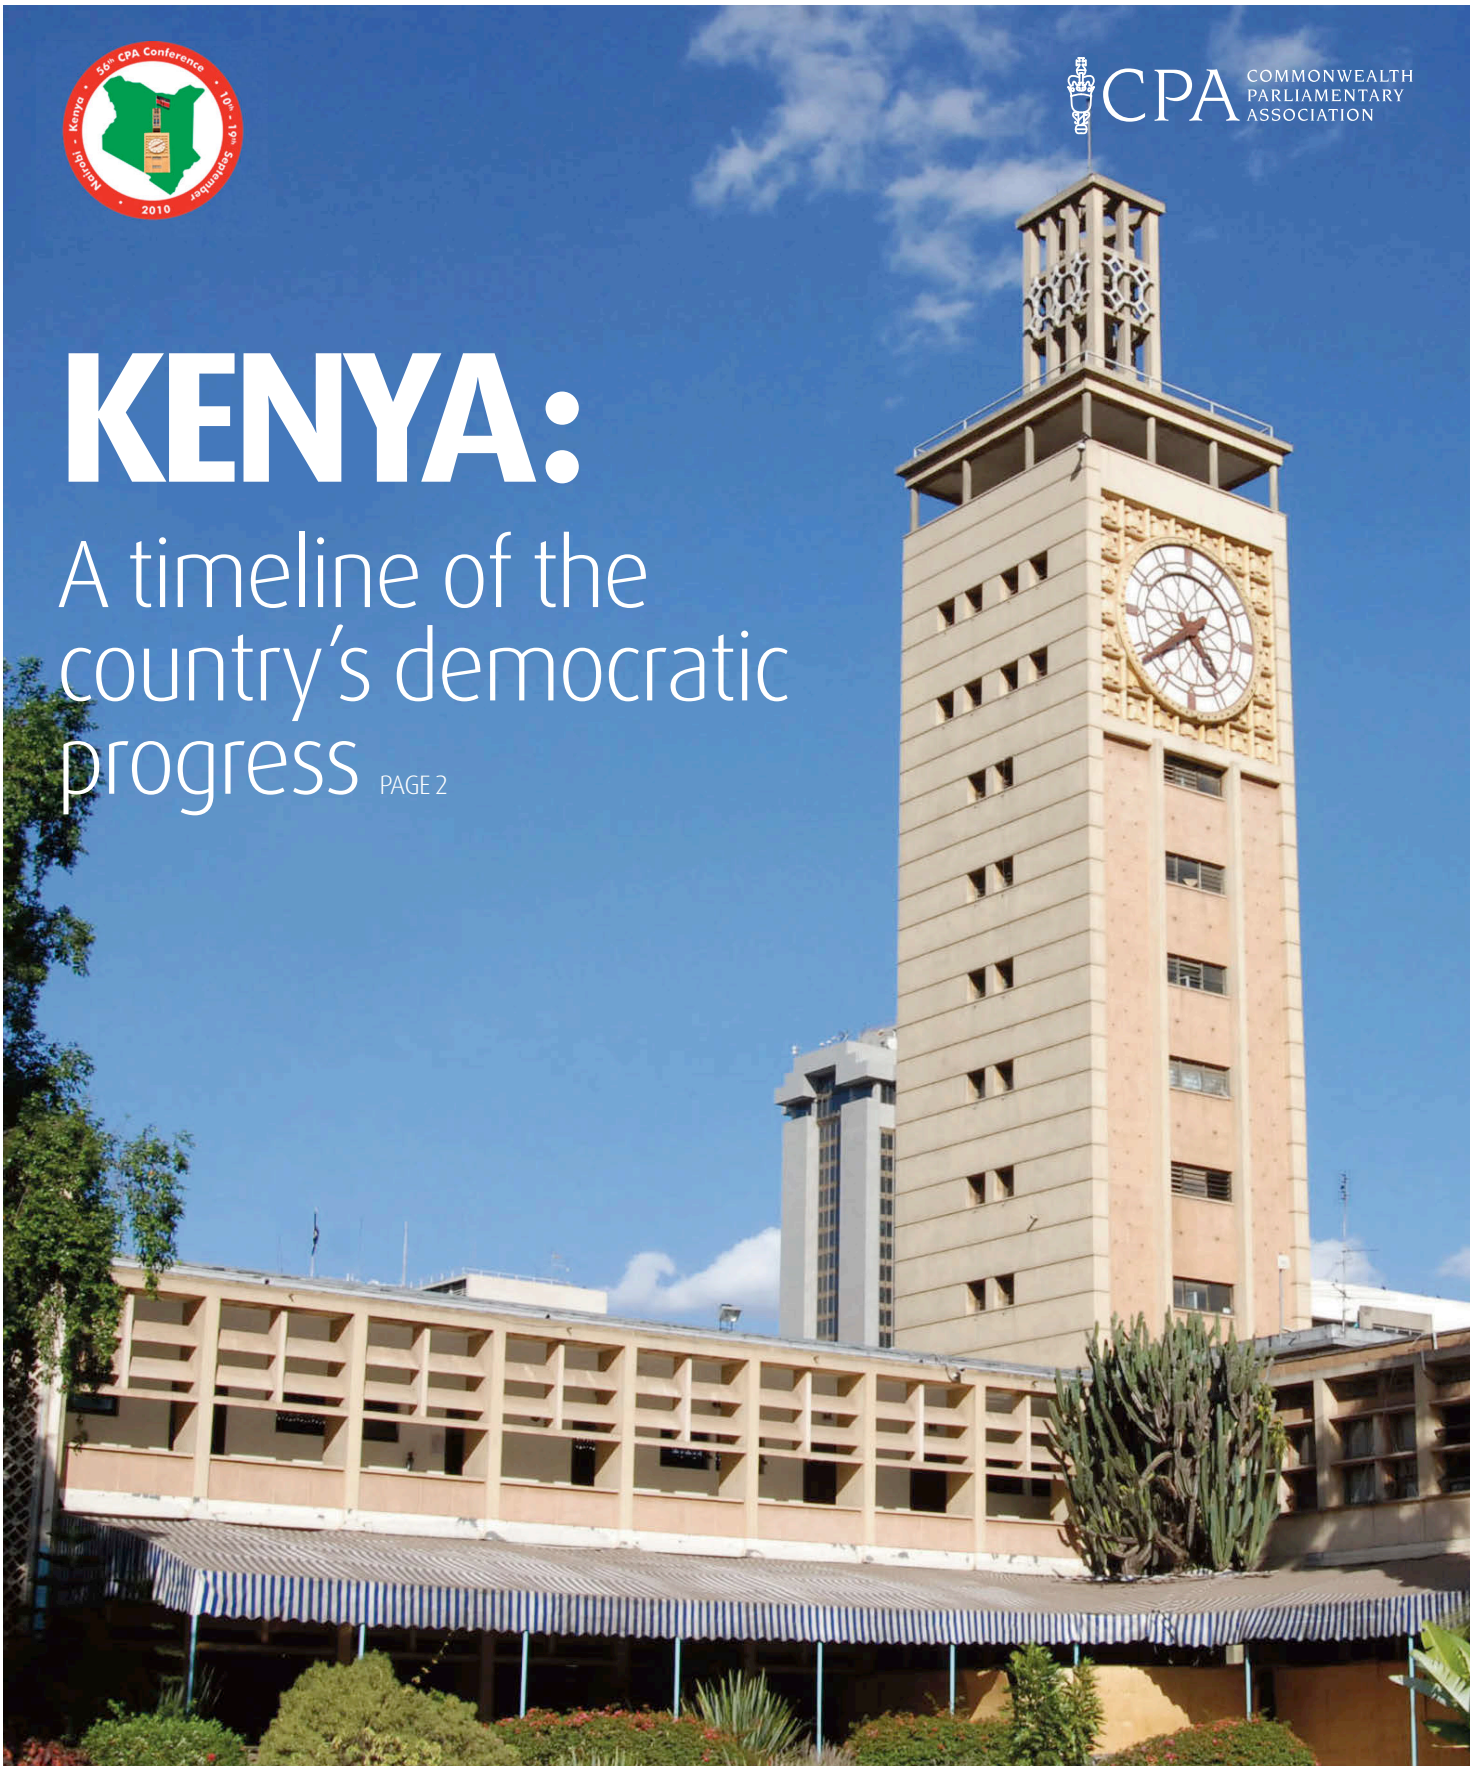 56th CPA Conference • 10th - 19th September • 2010 • Nairobi - Kenya •
CPA
COMMONWEALTH
PARLIAMENTARY
ASSOCIATION
KENYA:
A timeline of the
country’s democratic
progress PAGE 2